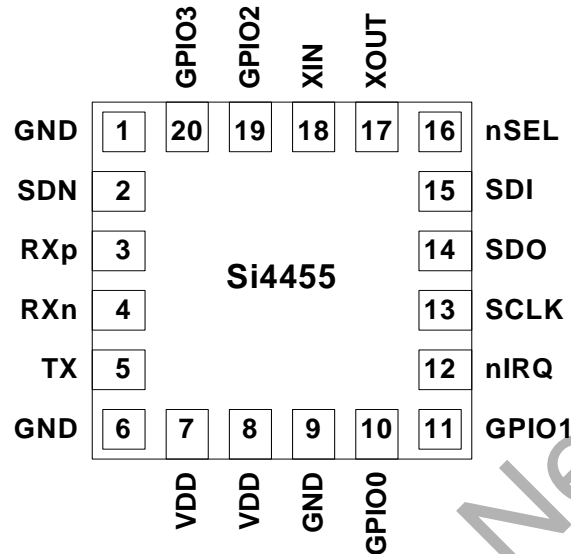 GPIO3 GPIO2 XIN XOUT
GND 1 20 19 18 17 16 nSEL
SDN 2 15 SDI
RXp 3 14 SDO
Si4455
RXn 4 13 SCLK
TX 5 12 nIRQ
GND 6 7 8 9 10 11 GPIO1
VDD VDD GND GPIO0
Ne